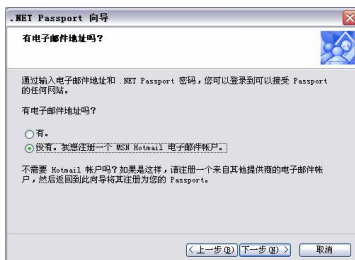 .NET Passport 向导
有电子邮件地址吗?
通过输入电子邮件地址和 .NET Passport 密码，您可以登录到可以接受 Passport
的任何网站。
有电子邮件地址吗?
有。
没有。我想注册一个 MSN Hotmail 电子邮件帐户。
不需要 Hotmail 帐户吗?如果是这样，请注册一个来自其他提供商的电子邮件帐
户，然后返回到此向导将其注册为您的 Passport。
< 上一步(B) 下一步(N) > 取消